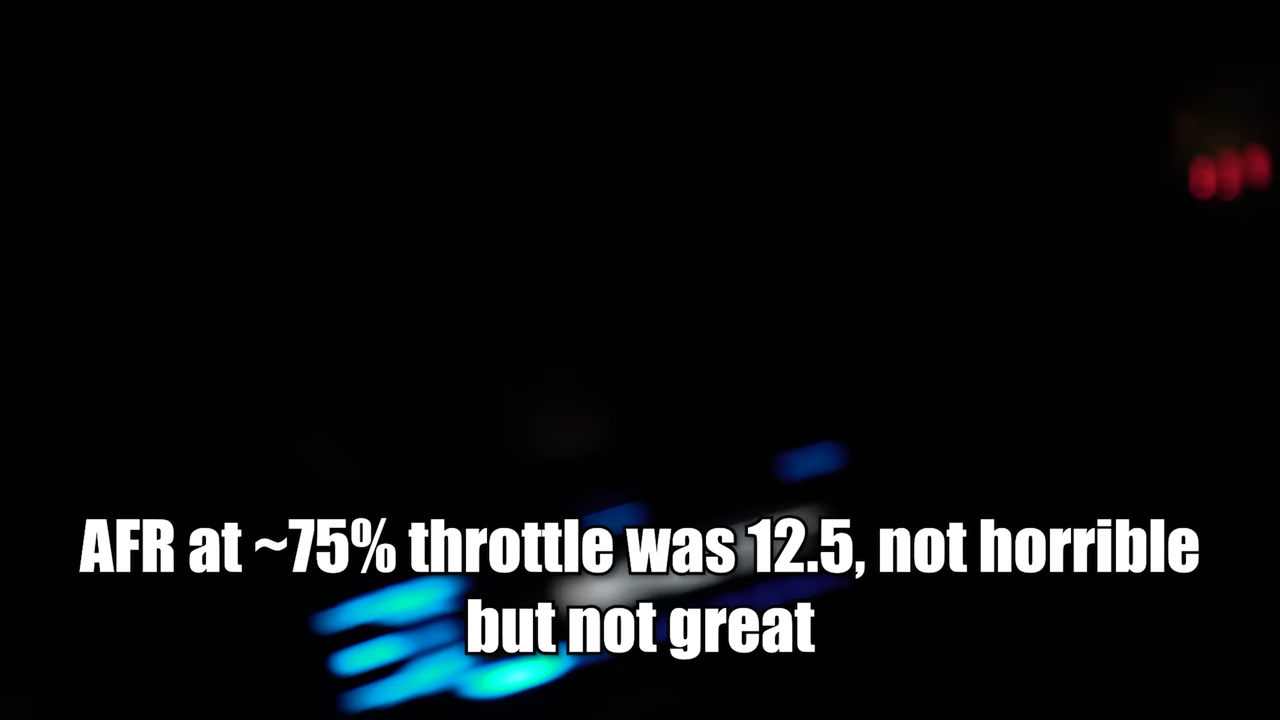 AFR at ~75% throttle was 12.5, not horrible
but not great